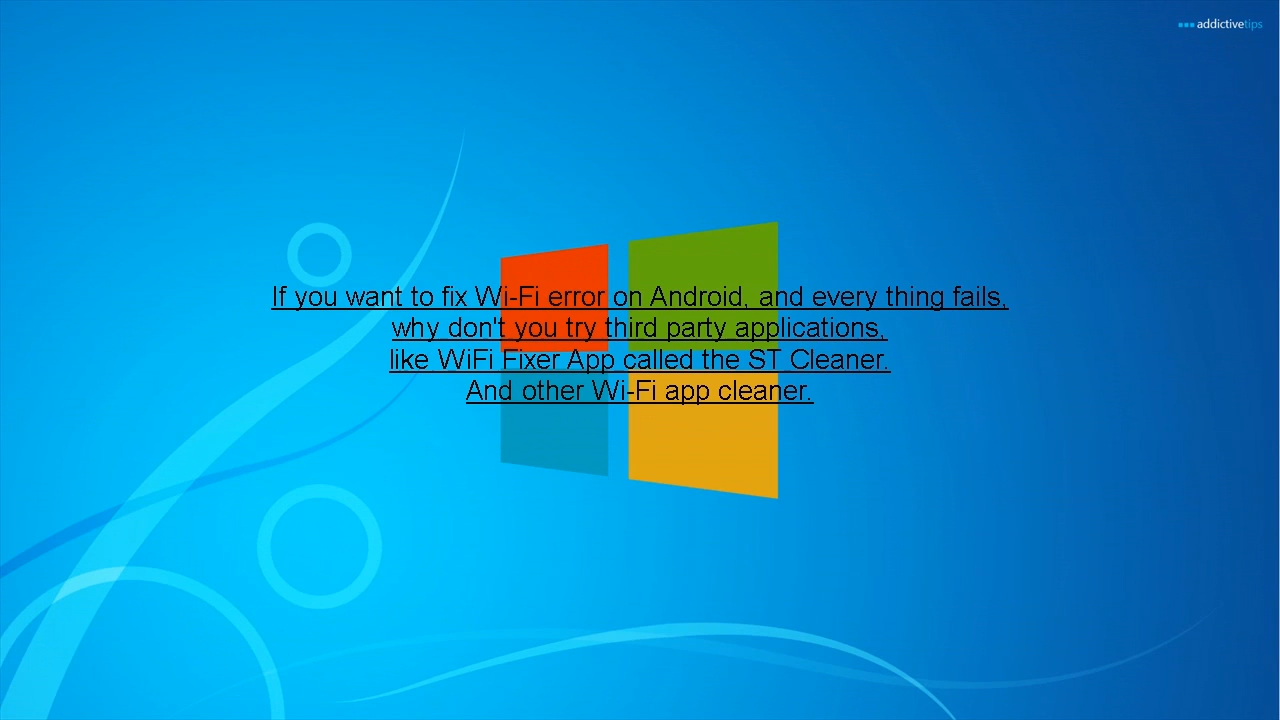 addictivetips
If you want to fix Wi-Fi error on Android, and every thing fails,
why don't you try third party applications,
like WiFi Fixer App called the ST Cleaner.
And other Wi-Fi app cleaner.